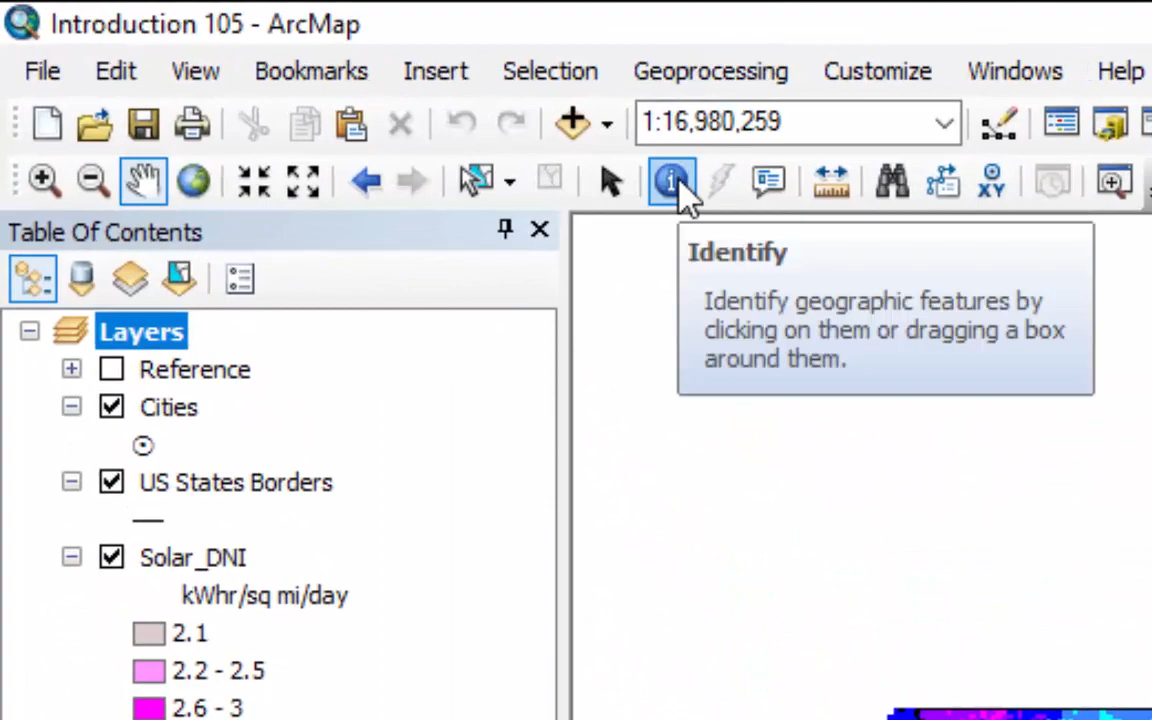 Introduction 105 - ArcMap
File Edit View Bookmarks Insert Selection Geoprocessing Customize Windows Help
1:16,980,259
XY
Table Of Contents
Identify
Identify geographic features by
clicking on them or dragging a box
around them.
Layers
Reference
Cities
US States Borders
Solar_DNI
kWhr/sq mi/day
2.1
2.2 - 2.5
2.6 - 3